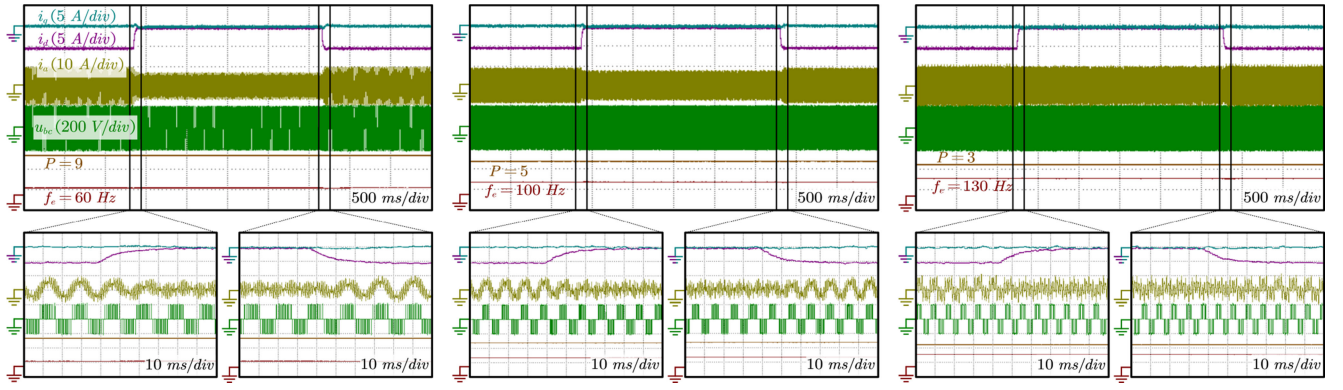 i_q (5 A/div)
i_d (5 A/div)
i_a (10 A/div)
u_bc (200 V/div)
P = 9
f_e = 60 Hz
500 ms/div
10 ms/div
10 ms/div
P = 5
f_e = 100 Hz
500 ms/div
10 ms/div
10 ms/div
P = 3
f_e = 130 Hz
500 ms/div
10 ms/div
10 ms/div